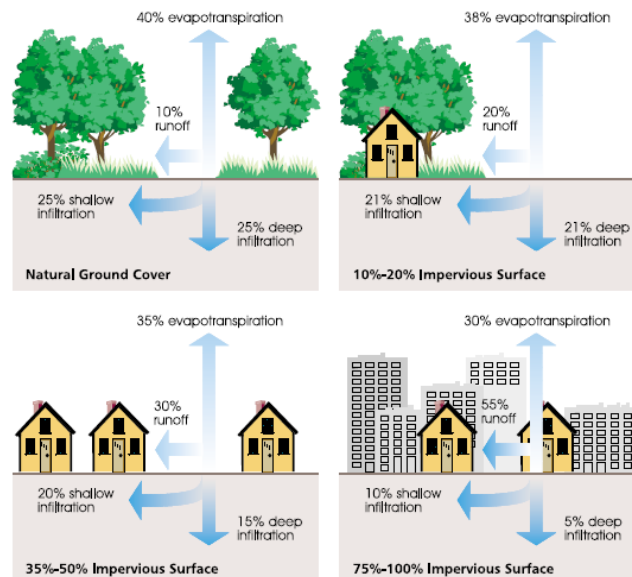 40% evapotranspiration
10%
runoff
25% shallow
infiltration
25% deep
infiltration
Natural Ground Cover
38% evapotranspiration
20%
runoff
21% shallow
infiltration
21% deep
infiltration
10%-20% Impervious Surface
35% evapotranspiration
30%
runoff
20% shallow
infiltration
15% deep
infiltration
35%-50% Impervious Surface
30% evapotranspiration
55%
runoff
10% shallow
infiltration
5% deep
infiltration
75%-100% Impervious Surface